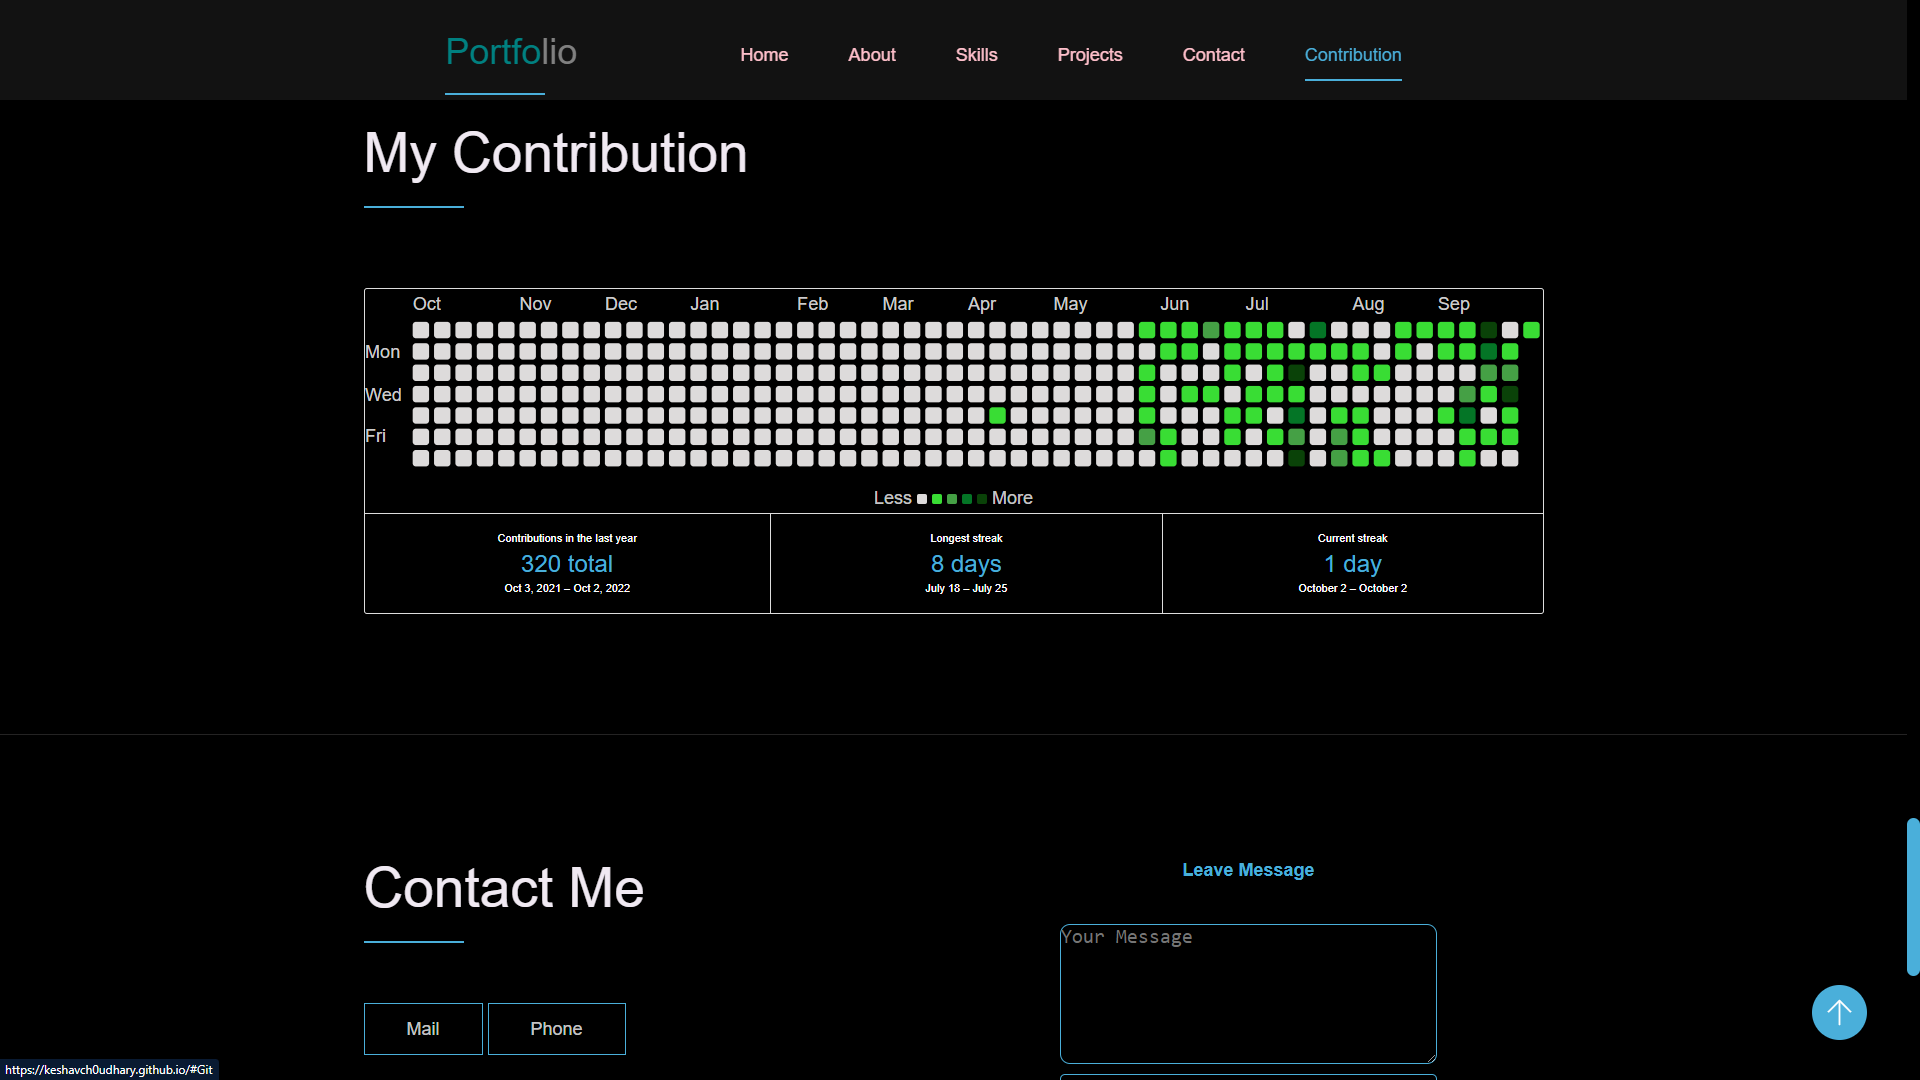 Portfolio
Home About Skills Projects Contact Contribution
My Contribution
Oct Nov Dec Jan Feb Mar Apr May Jun Jul Aug Sep
Mon
Wed
Fri
Less More
Contributions in the last year
320 total
Oct 3, 2021 – Oct 2, 2022
Longest streak
8 days
July 18 – July 25
Current streak
1 day
October 2 – October 2
Contact Me
Mail Phone
Leave Message
Your Message
https://keshavch0udhary.github.io/#Git